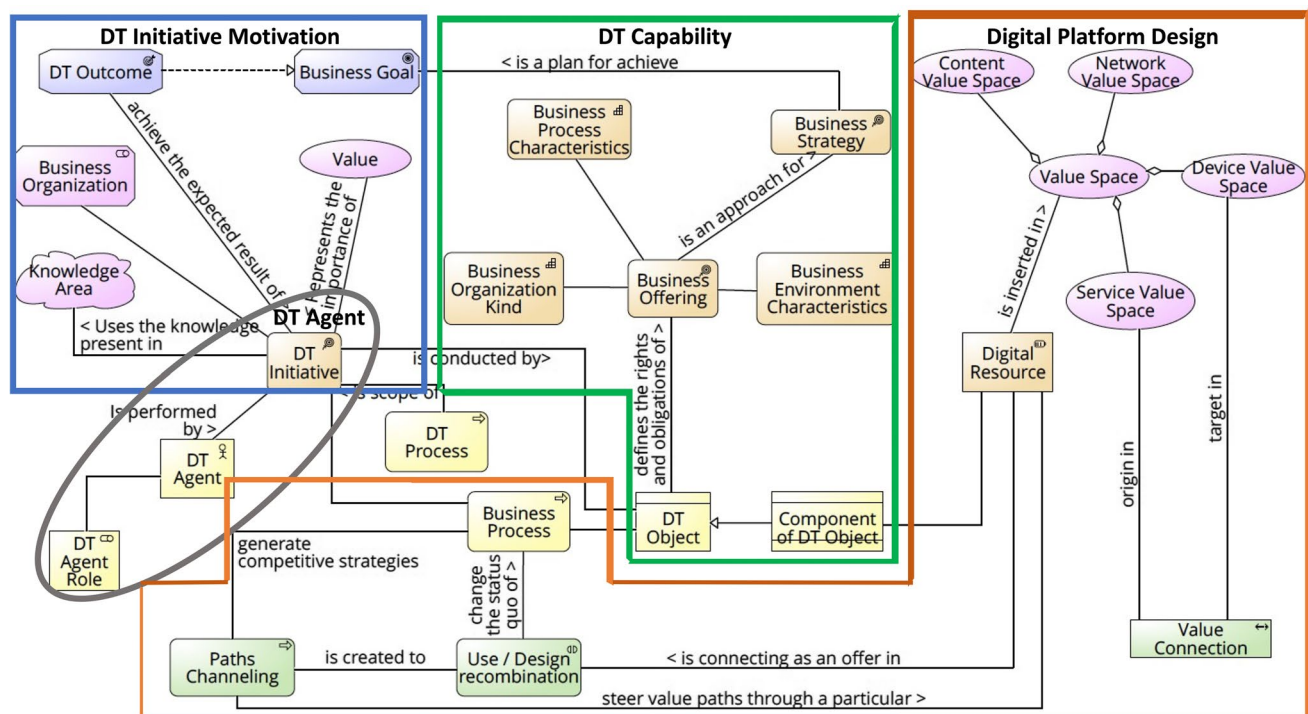 DT Initiative Motivation
DT Outcome
Business Goal
achieve the expected result of
Business
Organization
Value
Represents the
importance of
Knowledge
Area
< Uses the knowledge
present in
DT Agent
DT
Initiative
is conducted by>
< is scope of
Is performed
by >
DT
Process
DT
Agent
DT
Agent
Role
DT Capability
< is a plan for achieve
Business
Process
Characteristics
Business
Strategy
is an approach for >
Business
Organization
Kind
Business
Offering
Business
Environment
Characteristics
defines the rights
and obligations of >
DT
Object
Component
of DT Object
Digital Platform Design
Content
Value Space
Network
Value Space
Value Space
Device Value
Space
is inserted in >
Service Value
Space
Digital
Resource
origin in
target in
Business
Process
generate
competitive strategies
change
the status
quo of >
Paths
Channeling
is created to
Use / Design
recombination
< is connecting as an offer in
Value
Connection
steer value paths through a particular >